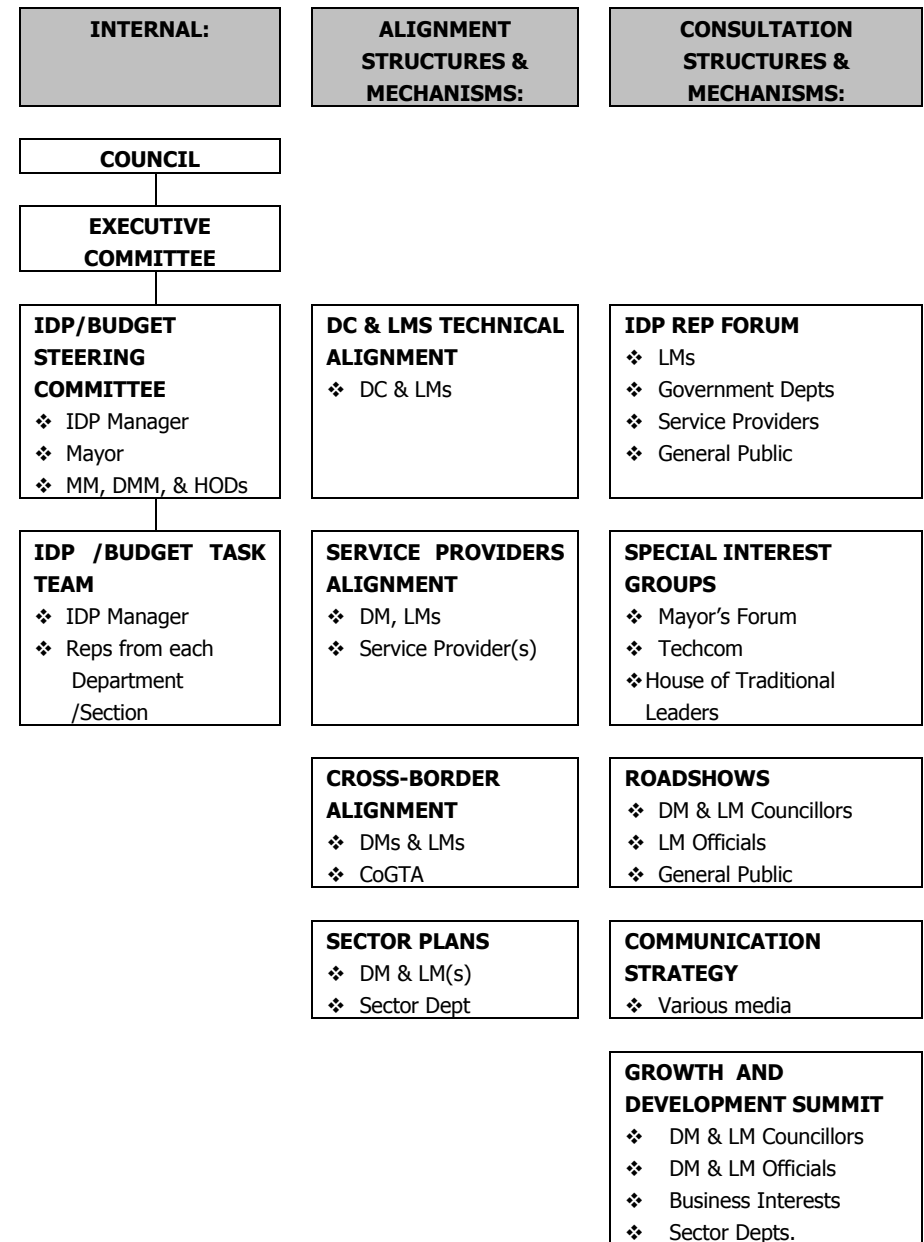 INTERNAL:
ALIGNMENT
STRUCTURES &
MECHANISMS:
CONSULTATION
STRUCTURES &
MECHANISMS:
COUNCIL
EXECUTIVE
COMMITTEE
IDP/BUDGET
STEERING
COMMITTEE
❖ IDP Manager
❖ Mayor
❖ MM, DMM, & HODs
DC & LMS TECHNICAL
ALIGNMENT
❖ DC & LMs
IDP REP FORUM
❖ LMs
❖ Government Depts
❖ Service Providers
❖ General Public
IDP /BUDGET TASK
TEAM
❖ IDP Manager
❖ Reps from each
Department
/Section
SERVICE PROVIDERS
ALIGNMENT
❖ DM, LMs
❖ Service Provider(s)
SPECIAL INTEREST
GROUPS
❖ Mayor’s Forum
❖ Techcom
❖ House of Traditional
Leaders
CROSS-BORDER
ALIGNMENT
❖ DMs & LMs
❖ CoGTA
ROADSHOWS
❖ DM & LM Councillors
❖ LM Officials
❖ General Public
SECTOR PLANS
❖ DM & LM(s)
❖ Sector Dept
COMMUNICATION
STRATEGY
❖ Various media
GROWTH AND
DEVELOPMENT SUMMIT
❖ DM & LM Councillors
❖ DM & LM Officials
❖ Business Interests
❖ Sector Depts.